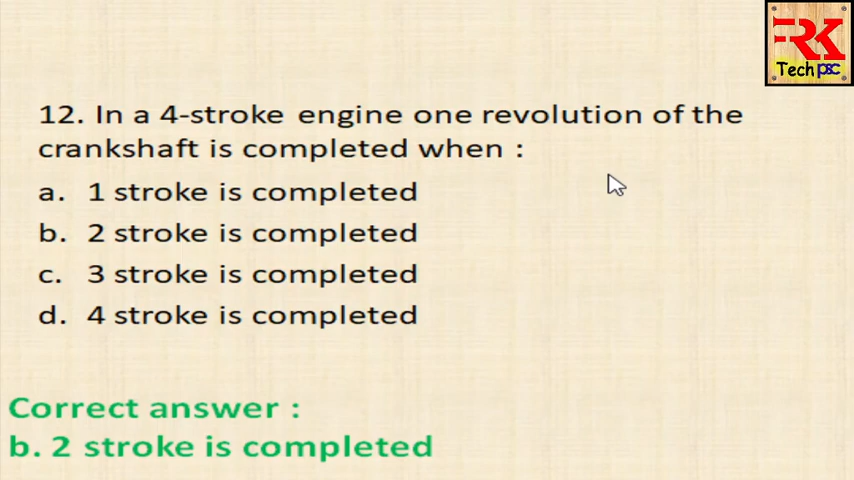 RK
Tech psc
12. In a 4-stroke engine one revolution of the
crankshaft is completed when :
a. 1 stroke is completed
b. 2 stroke is completed
c. 3 stroke is completed
d. 4 stroke is completed
Correct answer :
b. 2 stroke is completed